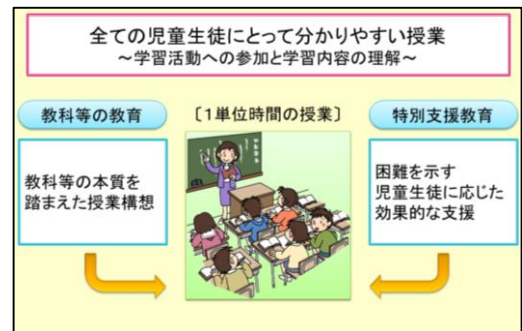 全ての児童生徒にとって分かりやすい授業
～学習活動への参加と学習内容の理解～
教科等の教育
〔1単位時間の授業〕
特別支援教育
教科等の本質を
踏まえた授業構想
困難を示す
児童生徒に応じた
効果的な支援